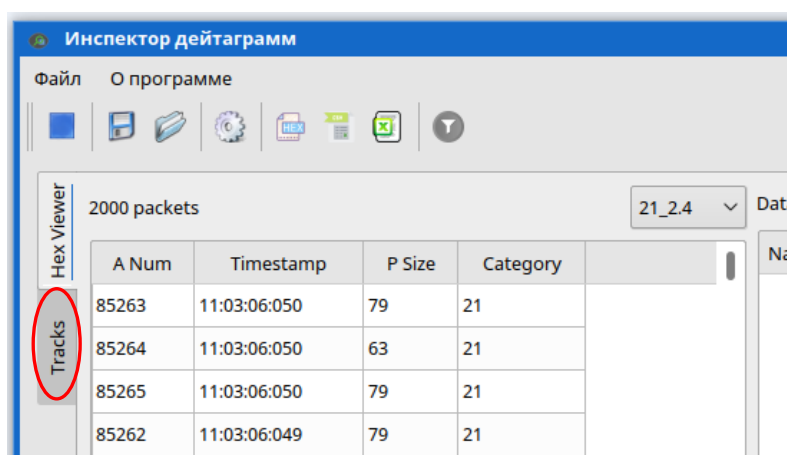 Инспектор дейтаграмм
Файл О программе
HEX
Hex Viewer
Tracks
2000 packets 21_2.4 Dat
A Num Timestamp P Size Category Na
85263 11:03:06:050 79 21
85264 11:03:06:050 63 21
85265 11:03:06:050 79 21
85262 11:03:06:049 79 21